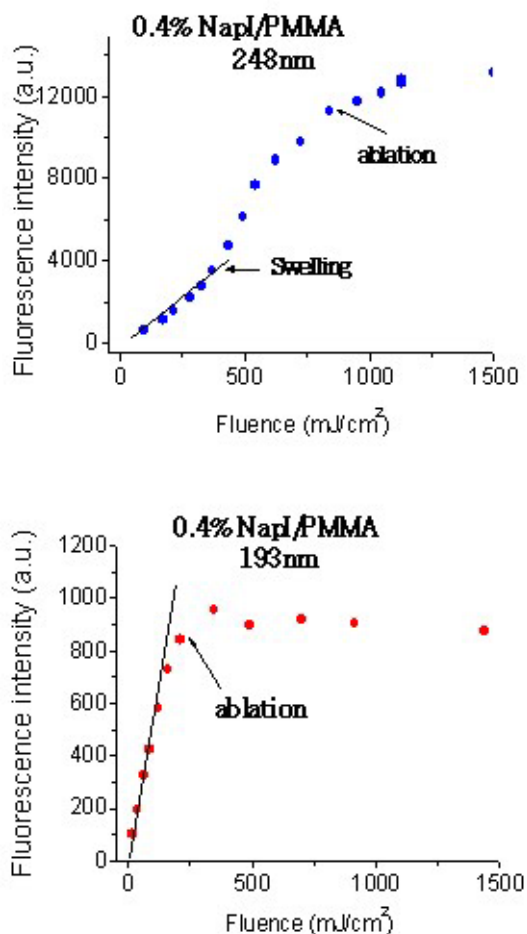 0.4% NapI/PMMA
248nm
Fluorescence intensity (a.u.)
12000
8000
4000
0
ablation
Swelling
0
500
1000
1500
Fluence (mJ/cm²)
0.4% NapI/PMMA
193nm
Fluorescence intensity (a.u.)
1200
1000
800
600
400
200
0
ablation
0
500
1000
1500
Fluence (mJ/cm²)